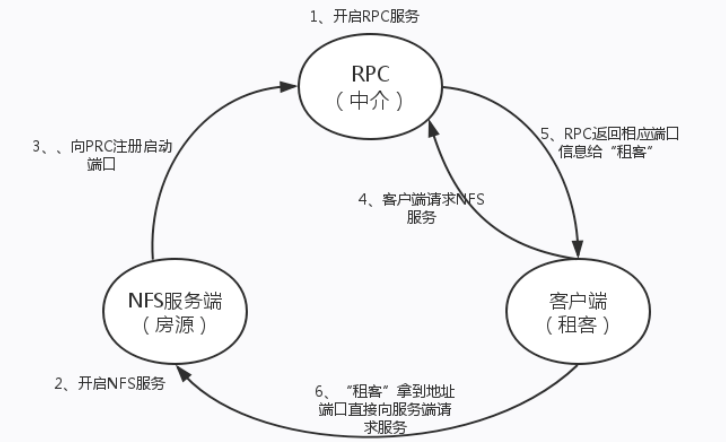 1、开启RPC服务
RPC
（中介）
3、、向PRC注册启动
端口
5、RPC返回相应端口
信息给“租客”
4、客户端请求NFS
服务
NFS服务端
（房源）
客户端
（租客）
2、开启NFS服务
6、“租客”拿到地址
端口直接向服务端请
求服务